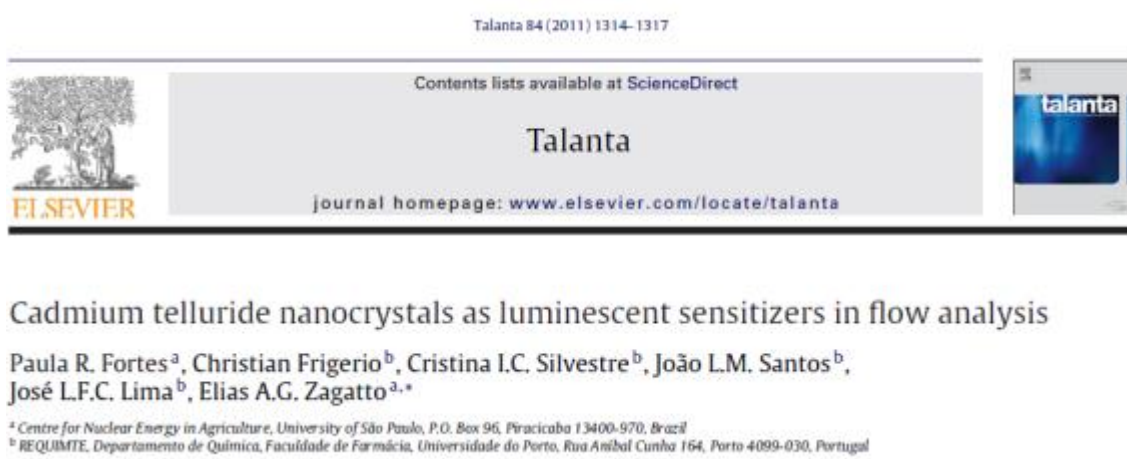 Talanta 84 (2011) 1314–1317
Contents lists available at ScienceDirect
Talanta
talanta
ELSEVIER
journal homepage: www.elsevier.com/locate/talanta
Cadmium telluride nanocrystals as luminescent sensitizers in flow analysis
Paula R. Fortes a, Christian Frigerio b, Cristina I.C. Silvestre b, João L.M. Santos b,
José L.F.C. Lima b, Elias A.G. Zagatto a,*
a Centre for Nuclear Energy in Agriculture, University of São Paulo, P.O. Box 96, Piracicaba 13400-970, Brazil
b REQUIMTE, Departamento de Química, Faculdade de Farmácia, Universidade do Porto, Rua Aníbal Cunha 164, Porto 4099-030, Portugal